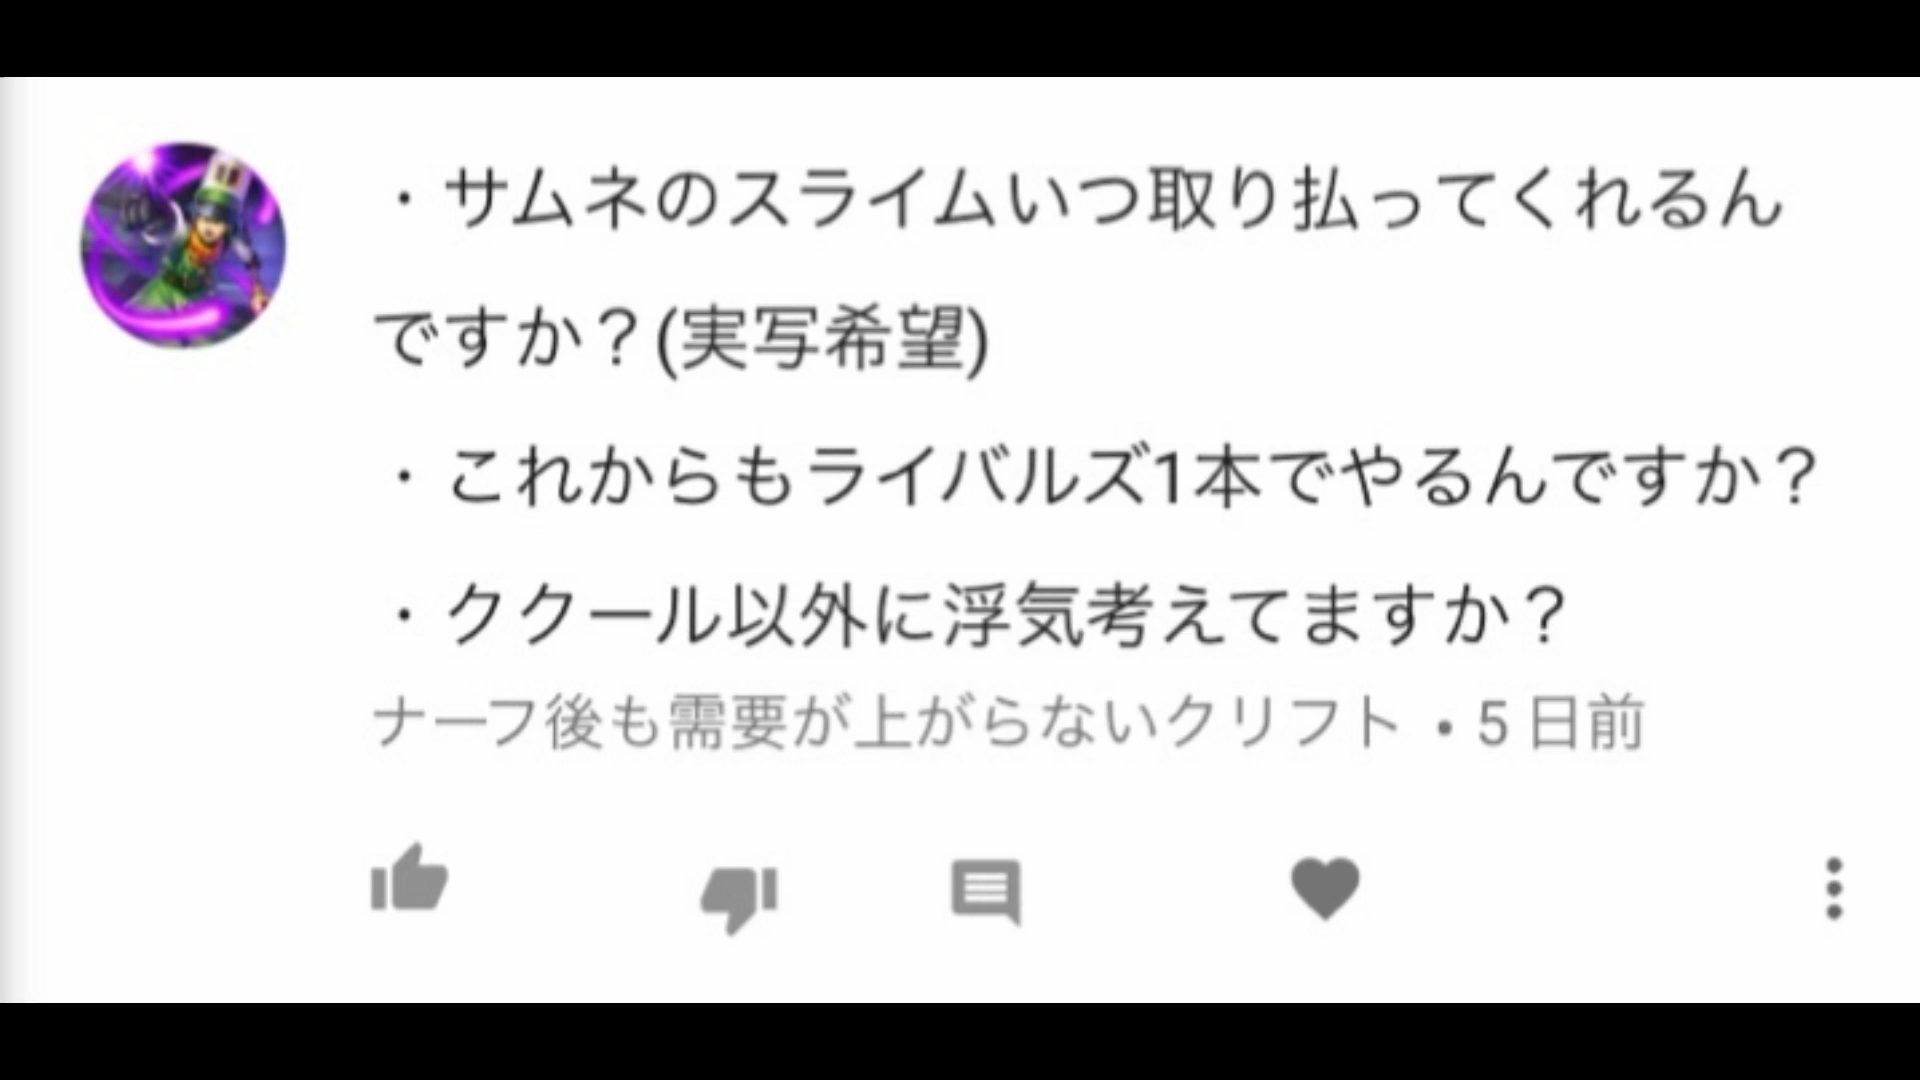 ・サムネのスライムいつ取り払ってくれるん
ですか？(実写希望)
・これからもライバルズ1本でやるんですか？
・ククール以外に浮気考えてますか？
ナーフ後も需要が上がらないクリフト • 5 日前